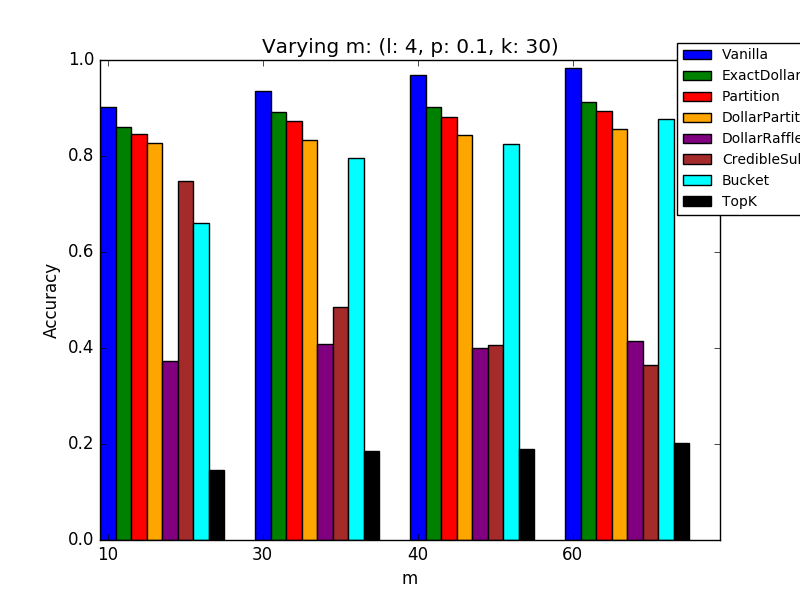 Varying m: (l: 4, p: 0.1, k: 30)
Vanilla
ExactDollar
Partition
DollarPartit
DollarRaffle
CredibleSul
Bucket
TopK
1.0
0.8
0.6
0.4
0.2
0.0
Accuracy
10 30 40 60
m